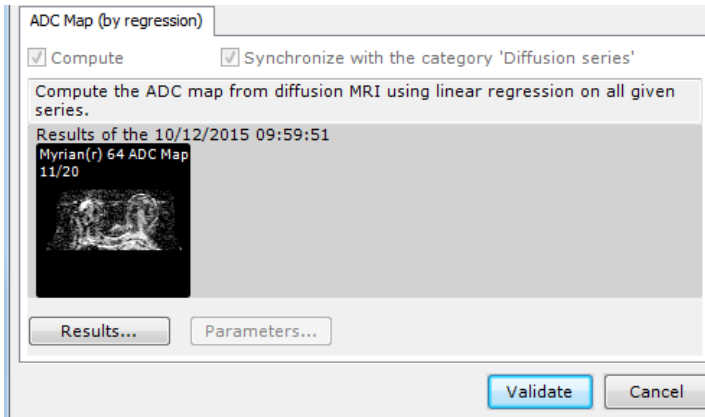 ADC Map (by regression)
Compute Synchronize with the category 'Diffusion series'
Compute the ADC map from diffusion MRI using linear regression on all given
series.
Results of the 10/12/2015 09:59:51
Myrian(r) 64 ADC Map
11/20
Results... Parameters...
Validate Cancel